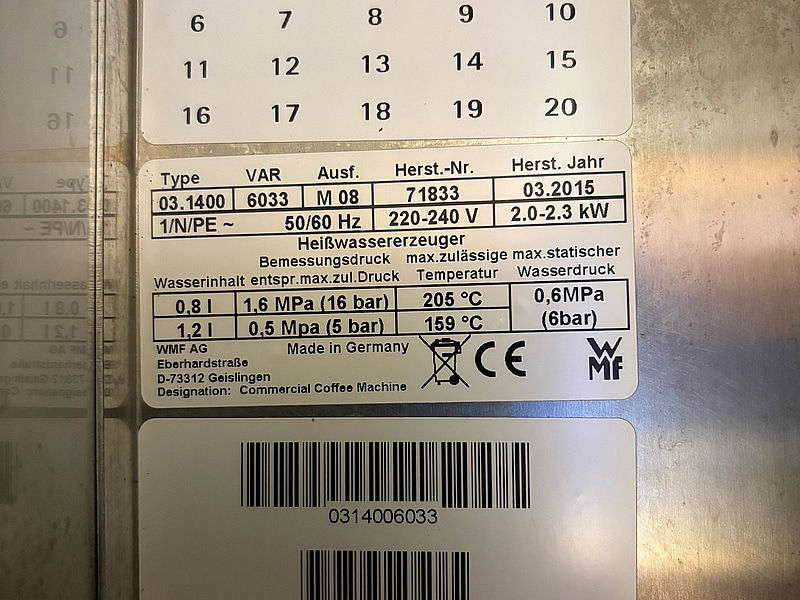 6 7 8 9 10
11 12 13 14 15
16 17 18 19 20
Type VAR Ausf. Herst.-Nr. Herst. Jahr
03.1400 6033 M 08 71833 03.2015
1/N/PE ~ 50/60 Hz 220-240 V 2.0-2.3 kW
Heißwassererzeuger
Bemessungsdruck max.zulässige max.statischer
Wasserinhalt entspr.max.zul.Druck Temperatur Wasserdruck
0,8 l 1,6 MPa (16 bar) 205 °C 0,6MPa
1,2 l 0,5 Mpa (5 bar) 159 °C (6bar)
WMF AG Made in Germany CE WMF
Eberhardstraße
D-73312 Geislingen
Designation: Commercial Coffee Machine
0314006033